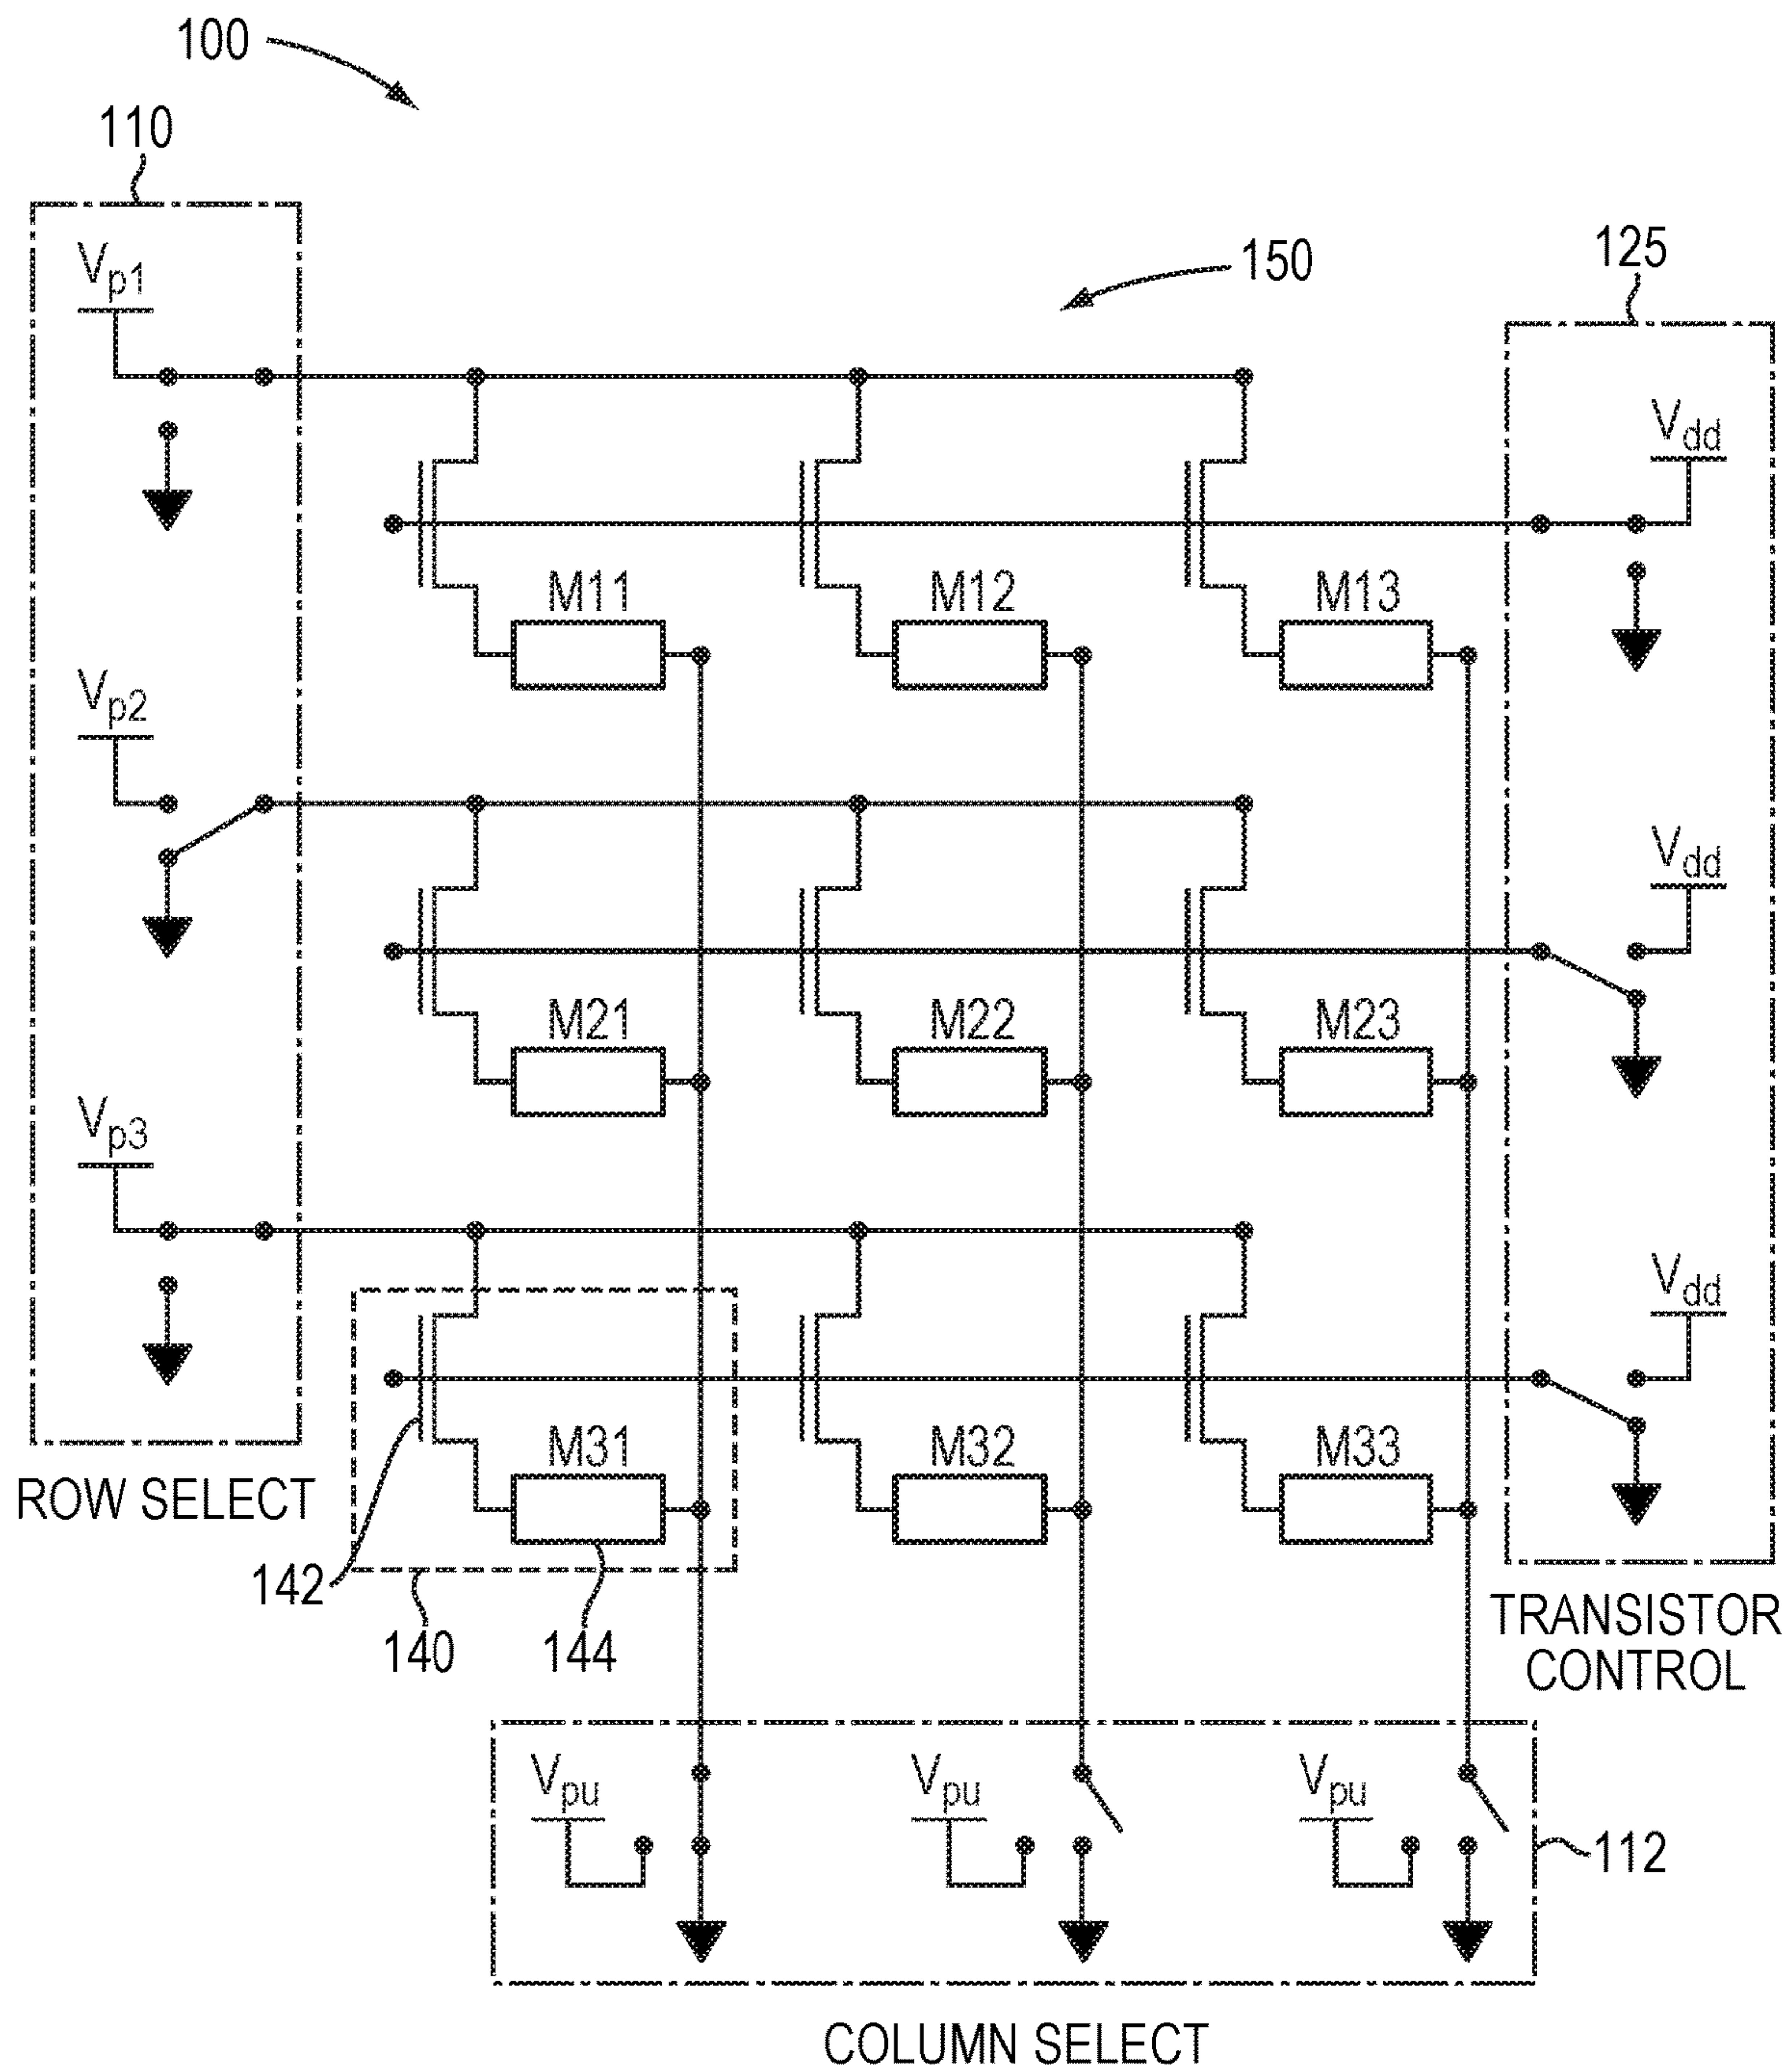 100
110
150
125
Vp1
Vdd
M11 M12 M13
Vp2
Vdd
M21 M22 M23
Vp3
Vdd
M31 M32 M33
ROW SELECT
142
140
144
TRANSISTOR
CONTROL
Vpu Vpu Vpu
112
COLUMN SELECT